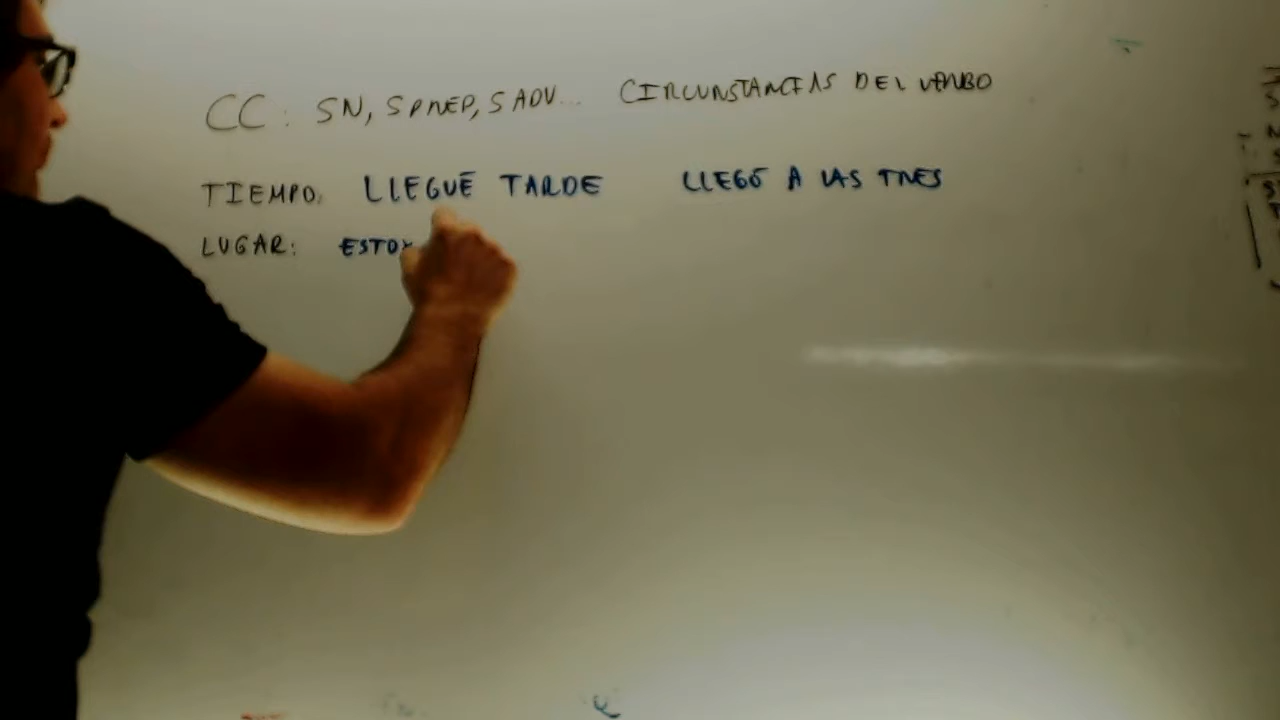 CC: SN, SPREP, SADV... CIRCUNSTANCIAS DEL VERBO
TIEMPO: LLEGUÉ TARDE LLEGÓ A LAS TRES
LUGAR: ESTOY